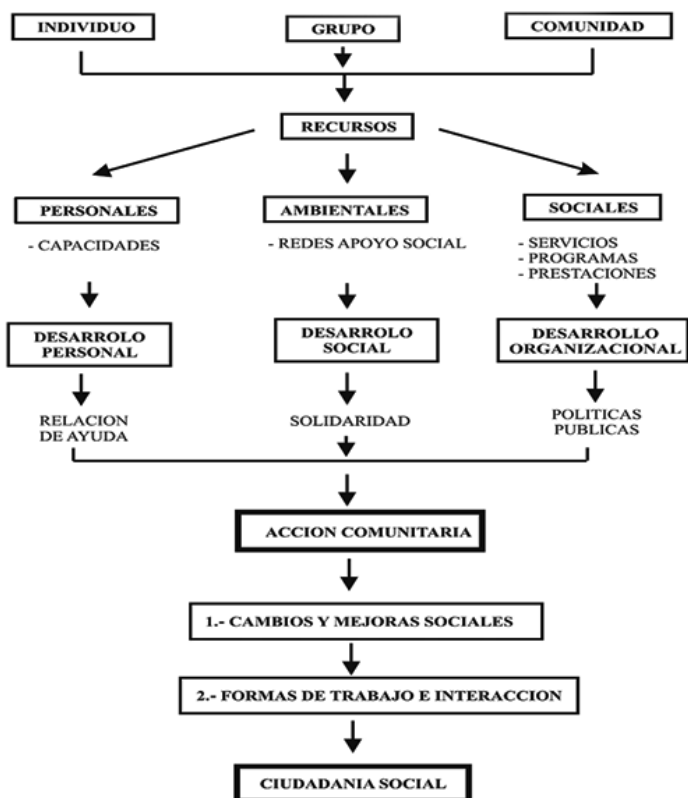 INDIVIDUO
GRUPO
COMUNIDAD
RECURSOS
PERSONALES
AMBIENTALES
SOCIALES
- CAPACIDADES
- REDES APOYO SOCIAL
- SERVICIOS
- PROGRAMAS
- PRESTACIONES
DESARROLO
PERSONAL
DESARROLO
SOCIAL
DESARROLLO
ORGANIZACIONAL
RELACION
DE AYUDA
SOLIDARIDAD
POLITICAS
PUBLICAS
ACCION COMUNITARIA
1.- CAMBIOS Y MEJORAS SOCIALES
2.- FORMAS DE TRABAJO E INTERACCION
CIUDADANIA SOCIAL